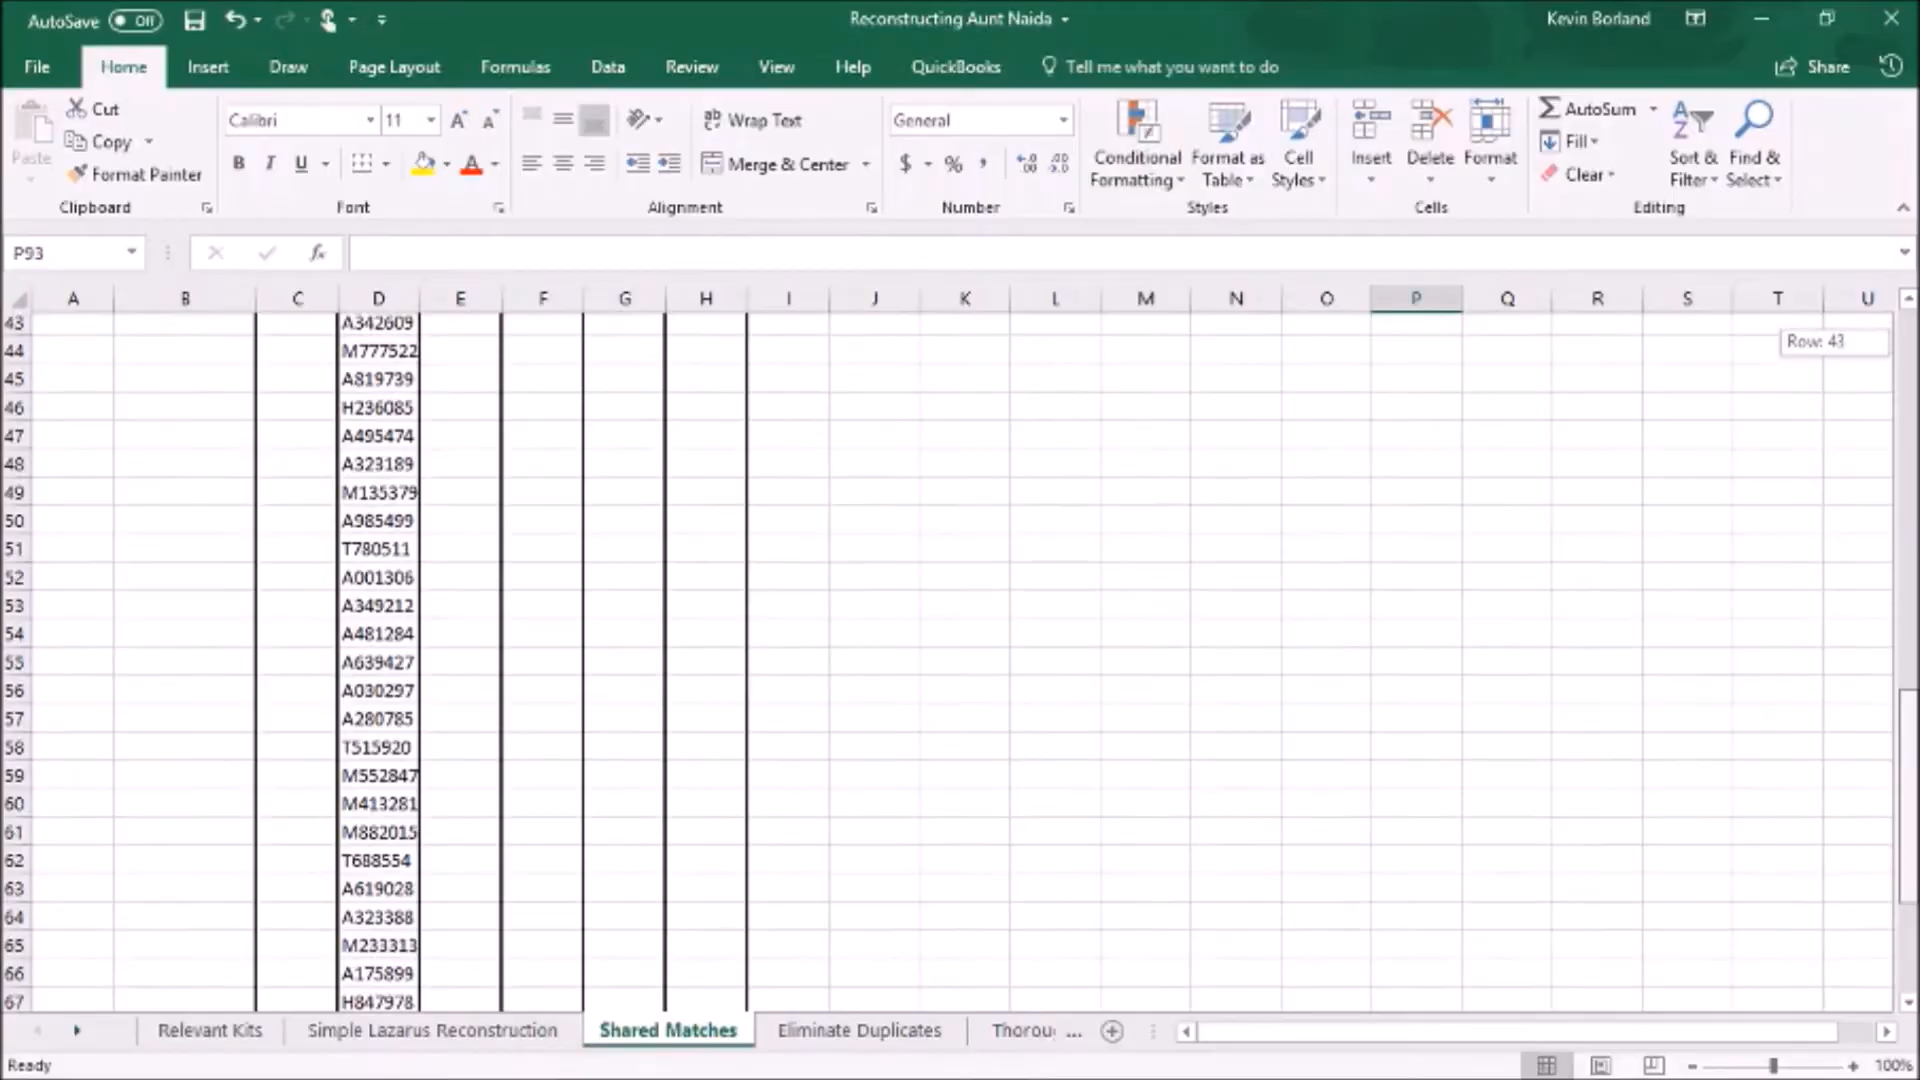 AutoSave Off Reconstructing Aunt Naida Kevin Borland
File Home Insert Draw Page Layout Formulas Data Review View Help QuickBooks Tell me what you want to do Share
Cut Calibri 11 Wrap Text General AutoSum
Copy Fill
Paste Conditional Format as Cell Insert Delete Format Sort & Find &
Format Painter B I U Merge & Center $ % Formatting Table Styles Clear Filter Select
Clipboard Font Alignment Number Styles Cells Editing
P93 fx
A B C D E F G H I J K L M N O P Q R S T U
43 A342609 Row: 43
44 M777522
45 A819739
46 H236085
47 A495474
48 A323189
49 M135379
50 A985499
51 T780511
52 A001306
53 A349212
54 A481284
55 A639427
56 A030297
57 A280785
58 T515920
59 M552847
60 M413281
61 M882015
62 T688554
63 A619028
64 A323388
65 M233313
66 A175899
67 H847978
Relevant Kits Simple Lazarus Reconstruction Shared Matches Eliminate Duplicates Thorou ...
Ready 100%